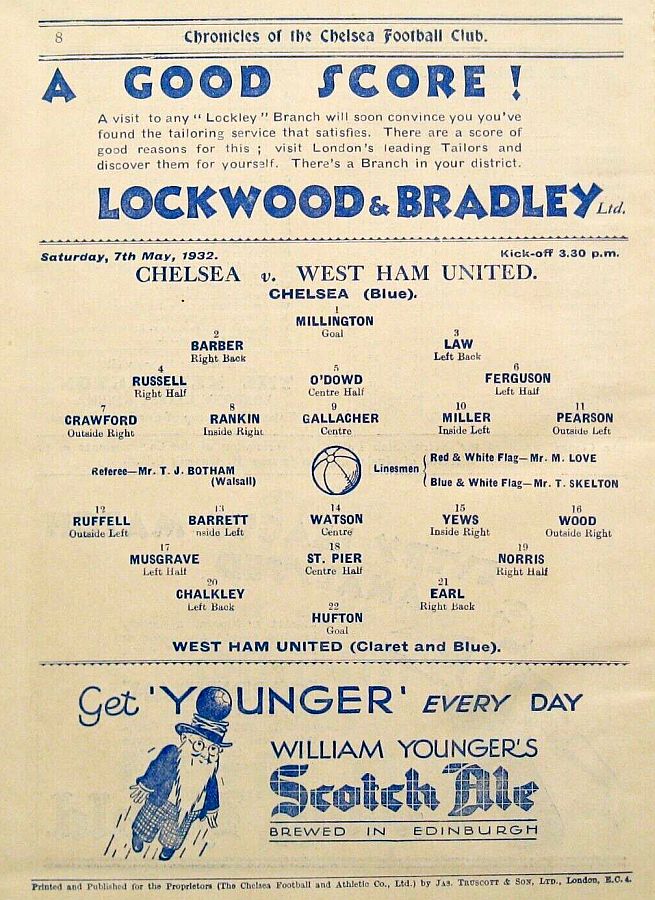 8
Chronicles of the Chelsea Football Club.
A GOOD SCORE!
A visit to any "Lockley" Branch will soon convince you you've
found the tailoring service that satisfies. There are a score of
good reasons for this; visit London's leading Tailors and
discover them for yourself. There's a Branch in your district.
LOCKWOOD & BRADLEY Ltd.
Saturday, 7th May, 1932. Kick-off 3.30 p.m.
CHELSEA v. WEST HAM UNITED.
CHELSEA (Blue).
1
MILLINGTON
Goal
2 3
BARBER LAW
Right Back Left Back
4 5 6
RUSSELL O'DOWD FERGUSON
Right Half Centre Half Left Half
7 8 9 10 11
CRAWFORD RANKIN GALLACHER MILLER PEARSON
Outside Right Inside Right Centre Inside Left Outside Left
Referee—Mr. T. J. BOTHAM
(Walsall)
Linesmen
Red & White Flag—Mr. M. LOVE
Blue & White Flag—Mr. T. SKELTON
12 13 14 15 16
RUFFELL BARRETT WATSON YEWS WOOD
Outside Left nside Left Centre Inside Right Outside Right
17 18 19
MUSGRAVE ST. PIER NORRIS
Left Half Centre Half Right Half
20 21
CHALKLEY EARL
Left Back Right Back
22
HUFTON
Goal
WEST HAM UNITED (Claret and Blue).
Get 'YOUNGER' EVERY DAY
WILLIAM YOUNGER'S
Scotch Ale
BREWED IN EDINBURGH
Printed and Published for the Proprietors (The Chelsea Football and Athletic Co., Ltd.) by JAS. TRUSCOTT & SON, LTD., London, E.C. 4.